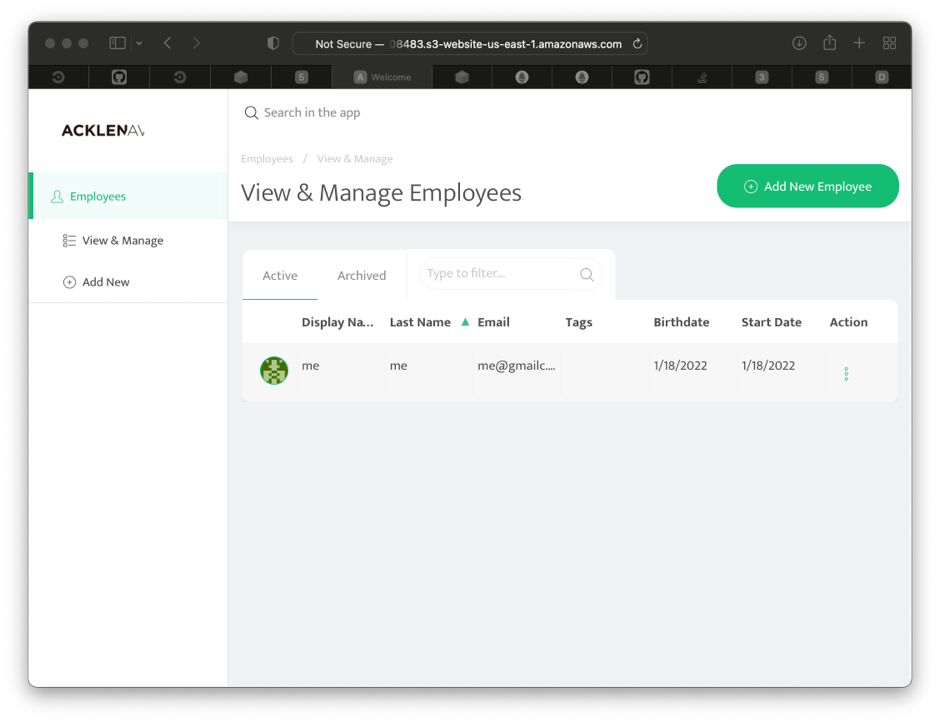 Not Secure — 08483.s3-website-us-east-1.amazonaws.com
5 A Welcome 3 5 D
ACKLENAV
Search in the app
Employees / View & Manage
View & Manage Employees
Add New Employee
Employees
View & Manage
Add New
Active Archived Type to filter...
Display Na... Last Name Email Tags Birthdate Start Date Action
me me me@gmailc.... 1/18/2022 1/18/2022